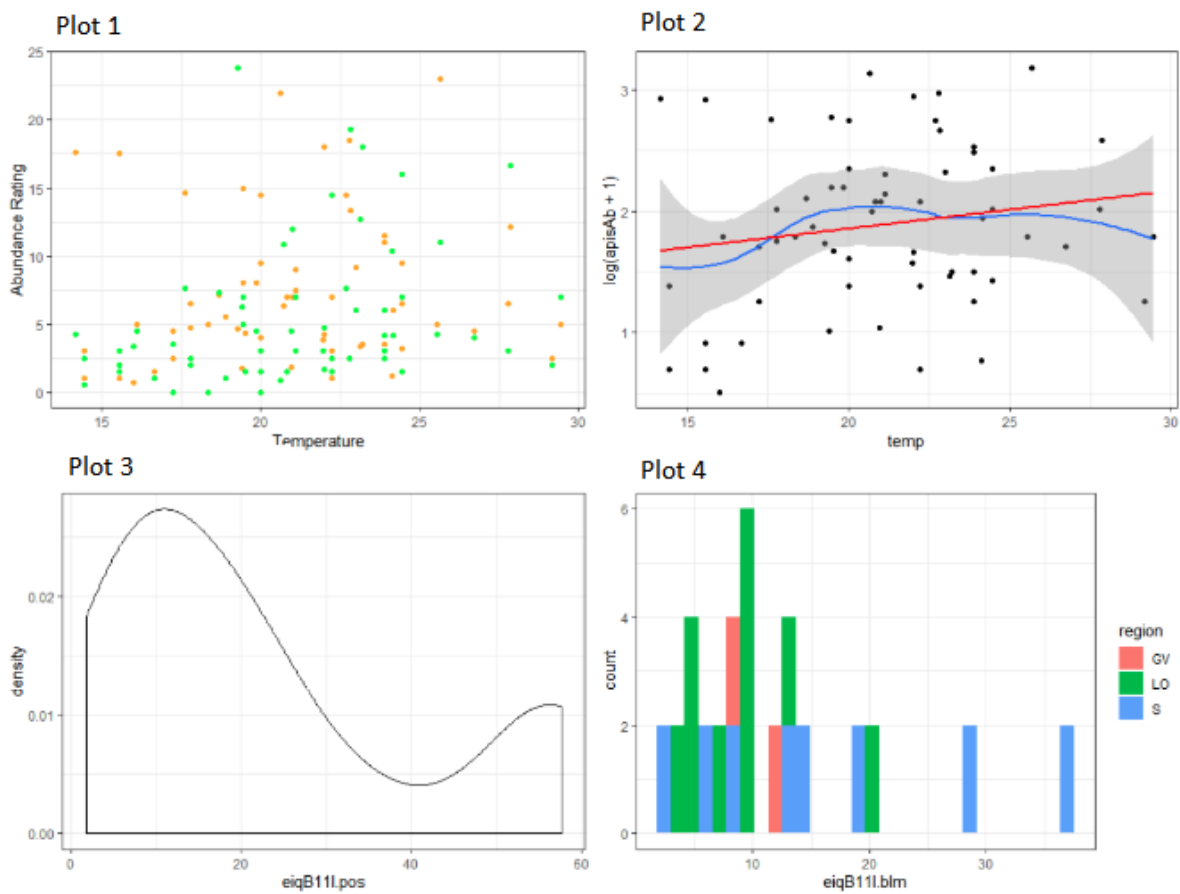 Plot 1
25
20
15
10
5
0
Abundance Rating
15 20 25 30
Temperature
Plot 2
3
2
1
log(apisAb + 1)
15 20 25 30
temp
Plot 3
0.02
0.01
0.00
density
0 20 40 60
eiqB11I.pos
Plot 4
6
4
2
0
count
10 20 30
eiqB11I.blm
region
GV
LO
S